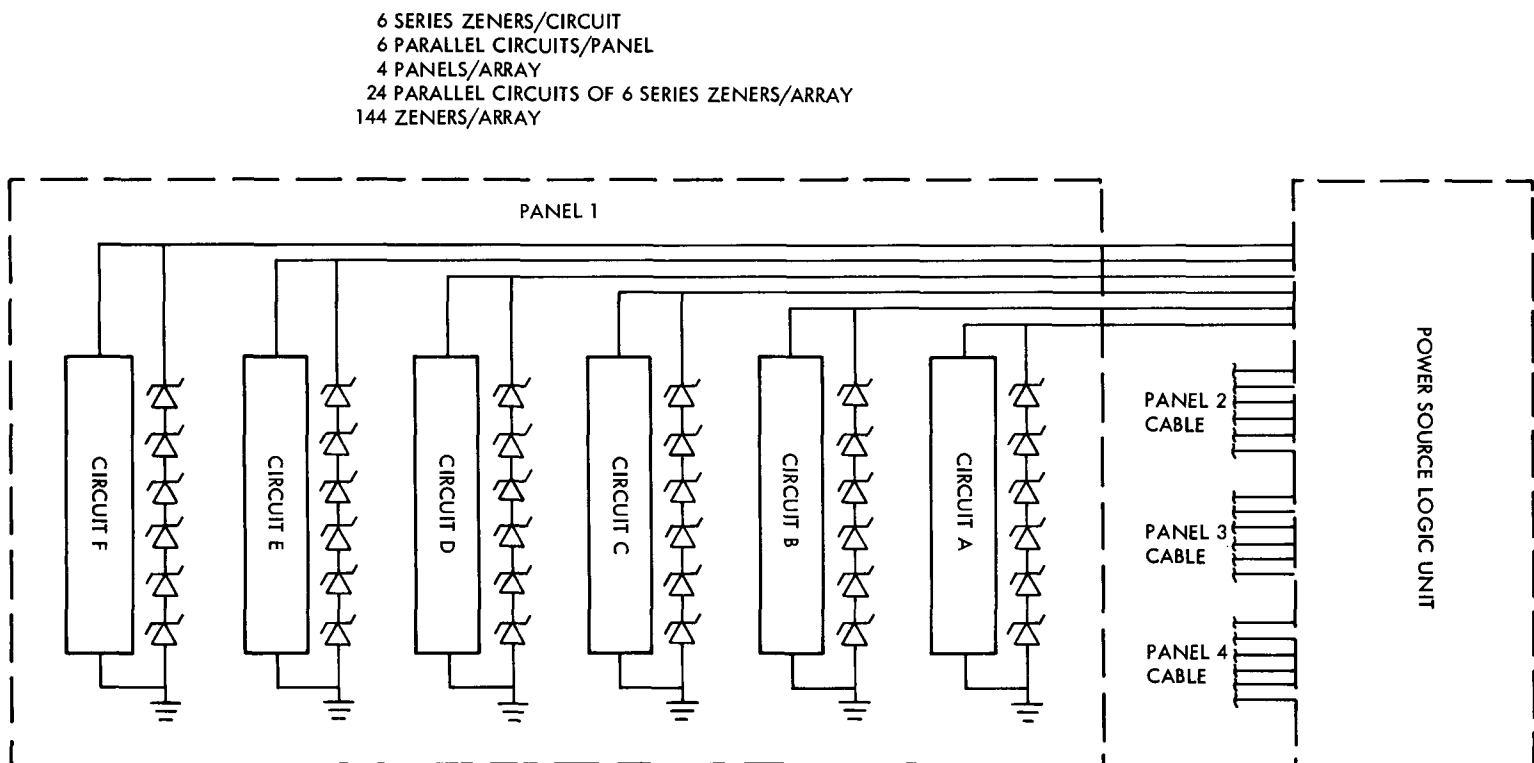 6 SERIES ZENERS/CIRCUIT
6 PARALLEL CIRCUITS/PANEL
4 PANELS/ARRAY
24 PARALLEL CIRCUITS OF 6 SERIES ZENERS/ARRAY
144 ZENERS/ARRAY
PANEL 1
CIRCUIT F
CIRCUIT E
CIRCUIT D
CIRCUIT C
CIRCUIT B
CIRCUIT A
PANEL 2
CABLE
PANEL 3
CABLE
PANEL 4
CABLE
POWER SOURCE LOGIC UNIT